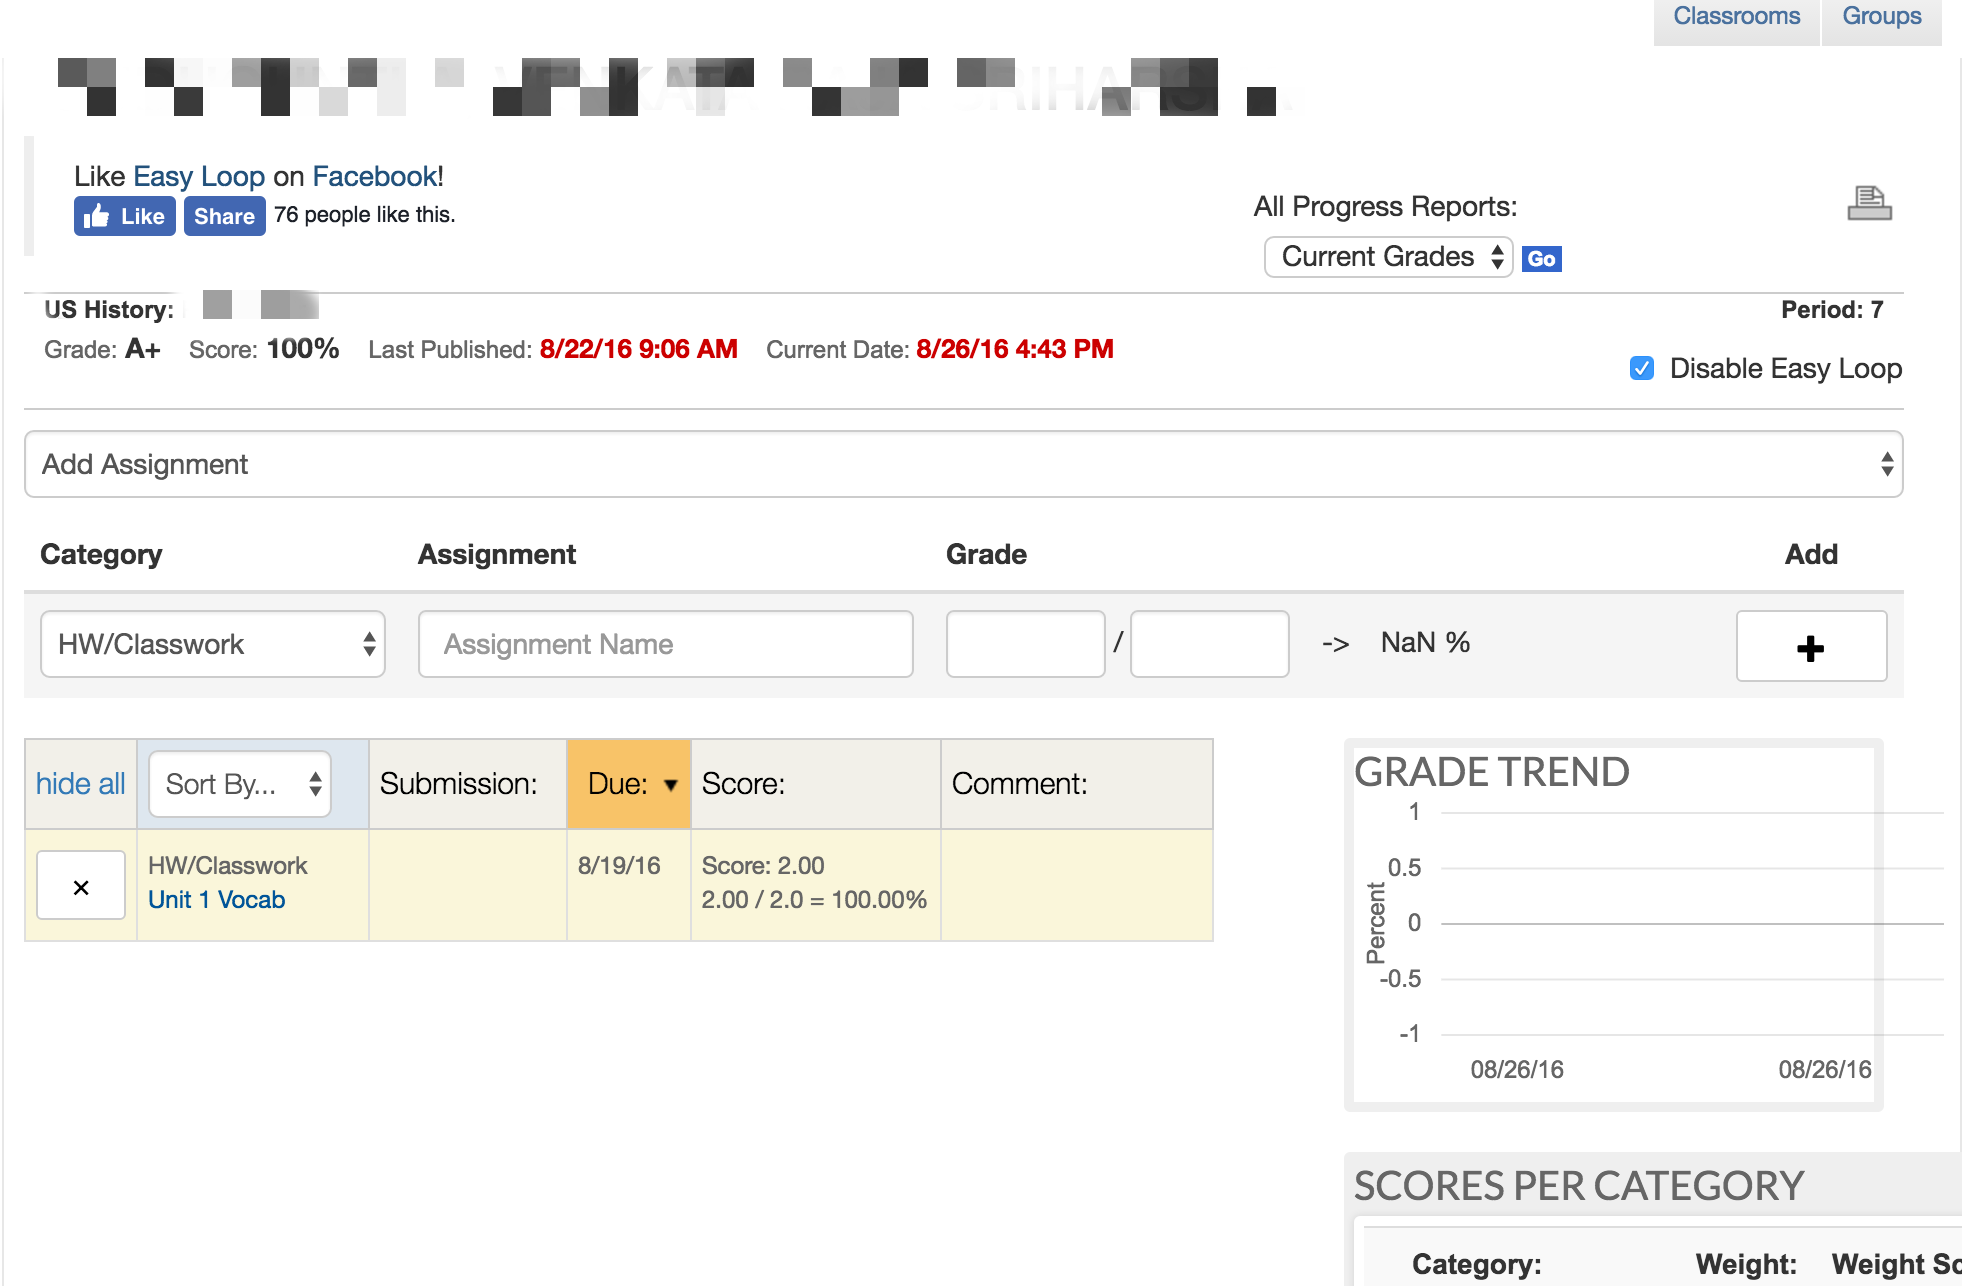 Classrooms Groups
Like Easy Loop on Facebook!
Like Share 76 people like this.
All Progress Reports:
Current Grades Go
US History: Period: 7
Grade: A+ Score: 100% Last Published: 8/22/16 9:06 AM Current Date: 8/26/16 4:43 PM
Disable Easy Loop
Add Assignment
Category Assignment Grade Add
HW/Classwork Assignment Name / -> NaN % +
hide all Sort By... Submission: Due: ▼ Score: Comment:
× HW/Classwork 8/19/16 Score: 2.00
Unit 1 Vocab 2.00 / 2.0 = 100.00%
GRADE TREND
1
0.5
0
-0.5
-1
Percent
08/26/16 08/26/16
SCORES PER CATEGORY
Category: Weight: Weight Sc